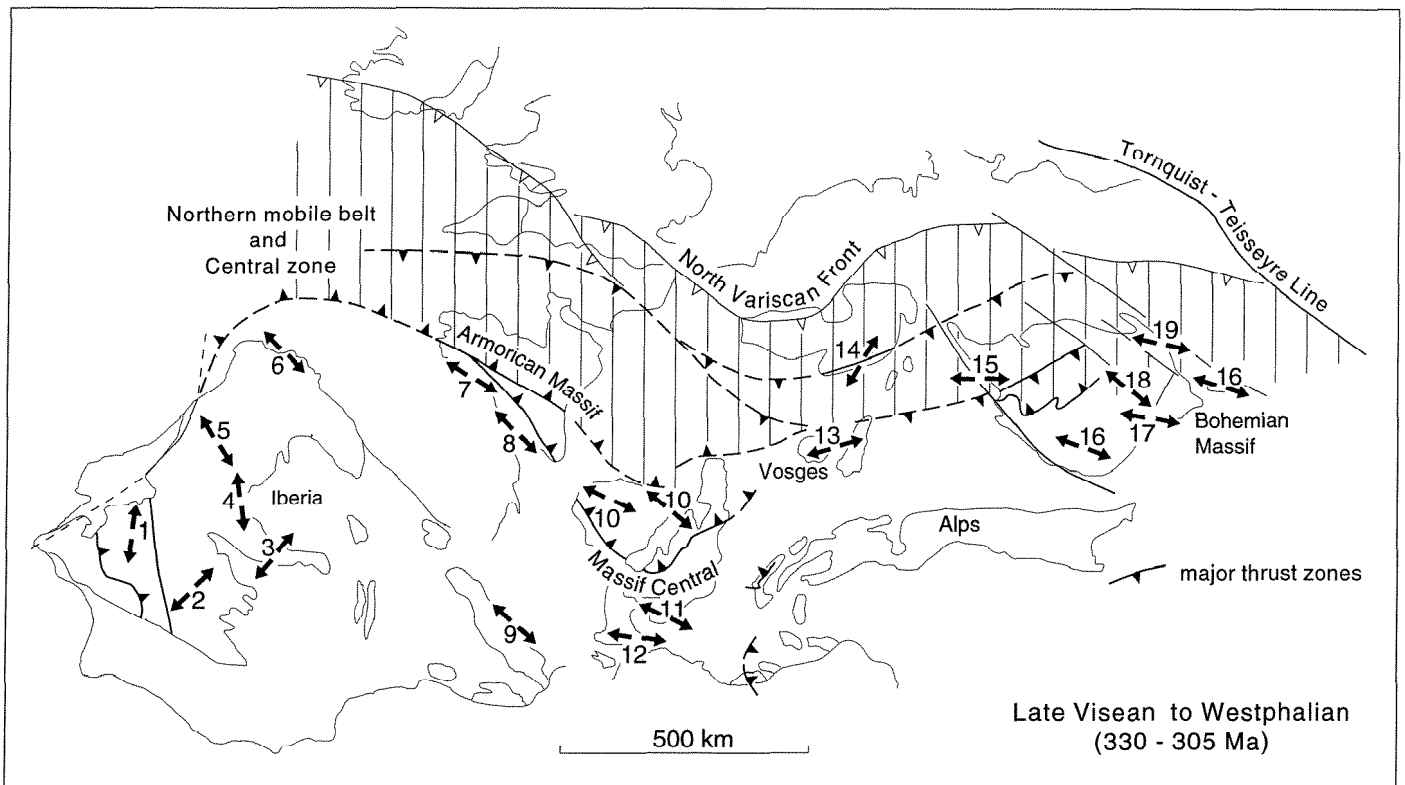 Tornquist - Teisseyre Line
Northern mobile belt
and
Central zone
North Variscan Front
Armorican Massif
19
6
14
15
7
18
16
Bohemian
Massif
17
8
13
16
Vosges
5
4
Iberia
10
10
1
3
Alps
2
Massif Central
major thrust zones
11
9
12
Late Visean to Westphalian
(330 - 305 Ma)
500 km